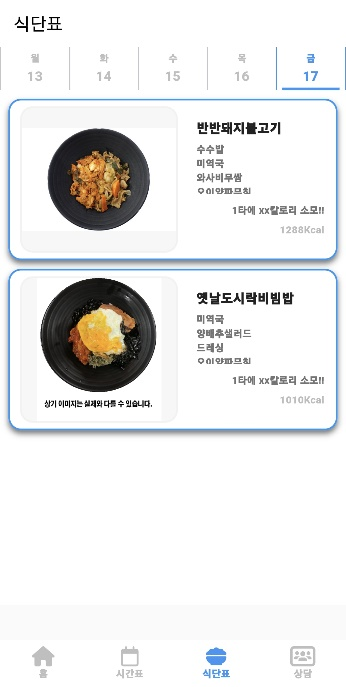 식단표
월
13
화
14
수
15
목
16
금
17
반반돼지불고기
수수밥
미역국
와사비무쌈
오이양파무침
1타에 xx칼로리 소모!!
1288Kcal
옛날도시락비빔밥
미역국
양배추샐러드
드레싱
오이양파무침
1타에 xx칼로리 소모!!
1010Kcal
상기 이미지는 실제와 다를 수 있습니다.
홈
시간표
식단표
상담